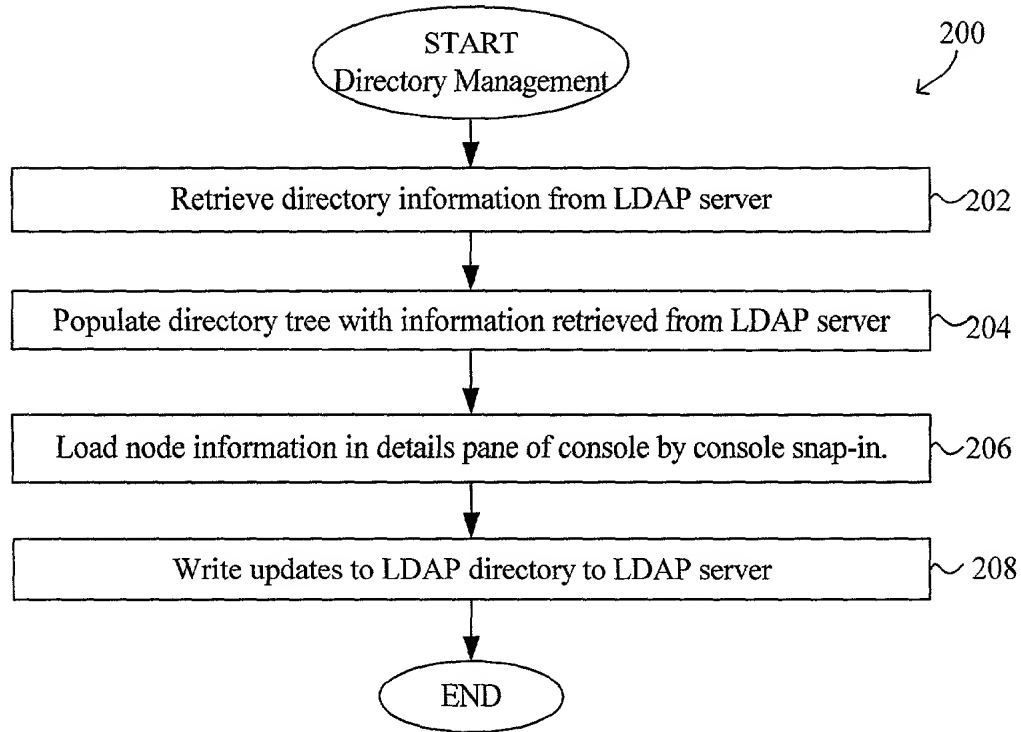 START
Directory Management
200
Retrieve directory information from LDAP server
202
Populate directory tree with information retrieved from LDAP server
204
Load node information in details pane of console by console snap-in.
206
Write updates to LDAP directory to LDAP server
208
END